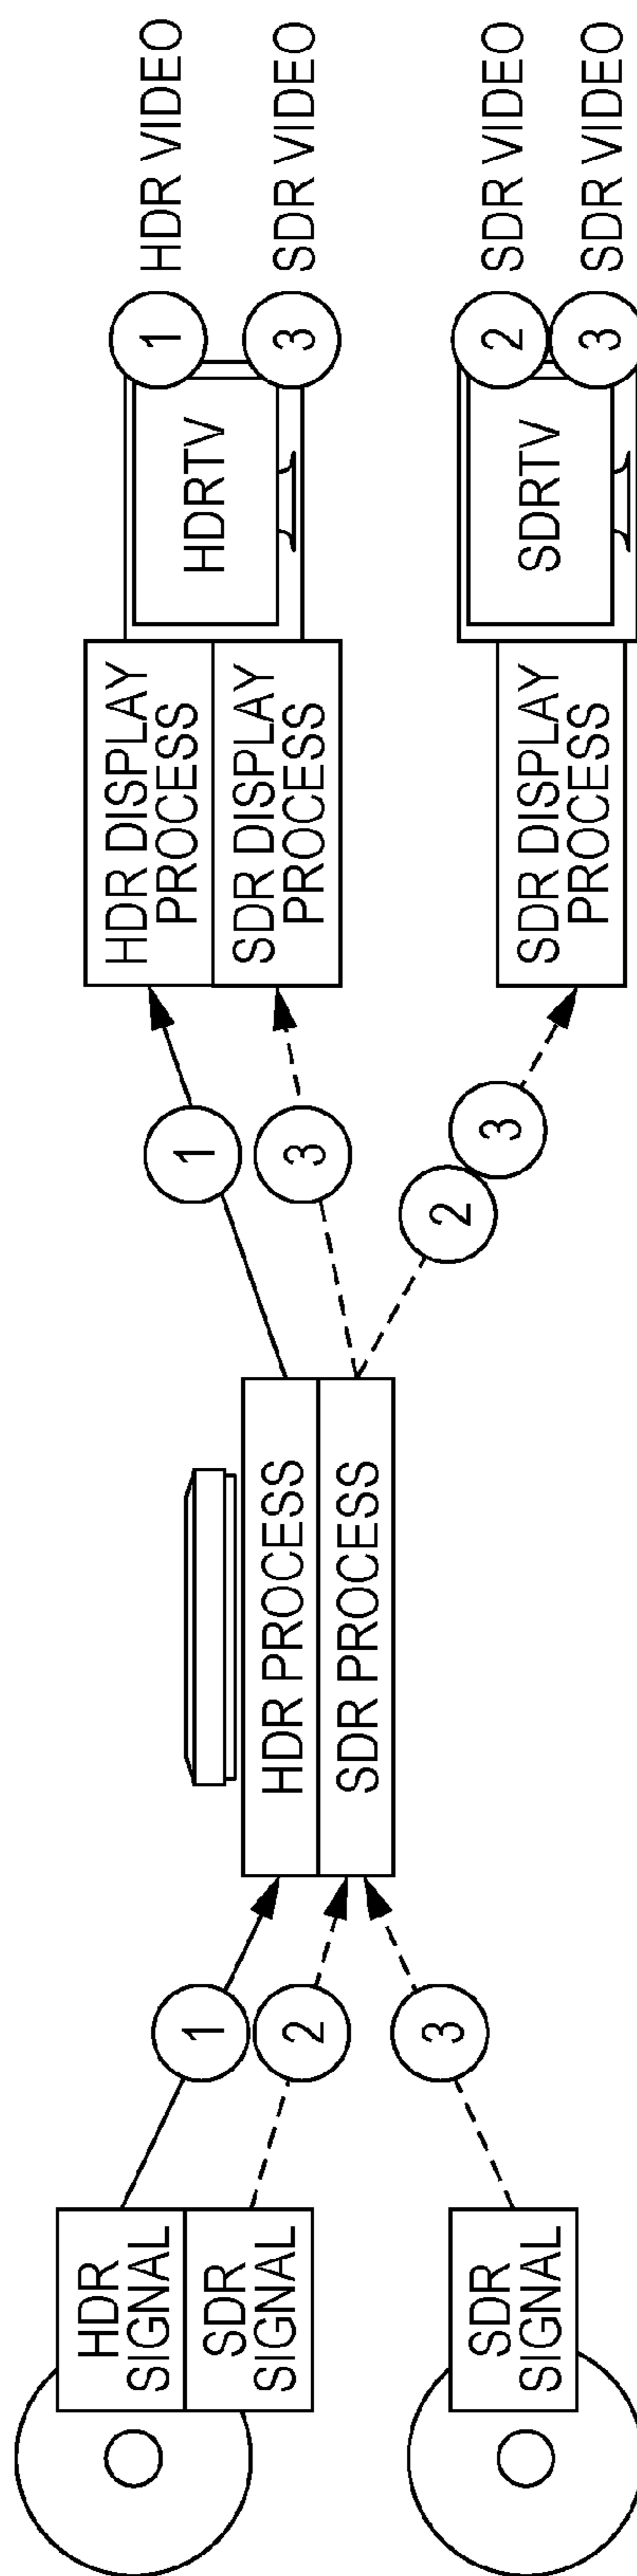 HDR
SIGNAL
SDR
SIGNAL
SDR
SIGNAL
1
2
3
HDR PROCESS
SDR PROCESS
1
3
2
3
HDR DISPLAY
PROCESS
SDR DISPLAY
PROCESS
SDR DISPLAY
PROCESS
HDRTV
SDRTV
1
HDR VIDEO
3
SDR VIDEO
2
SDR VIDEO
3
SDR VIDEO